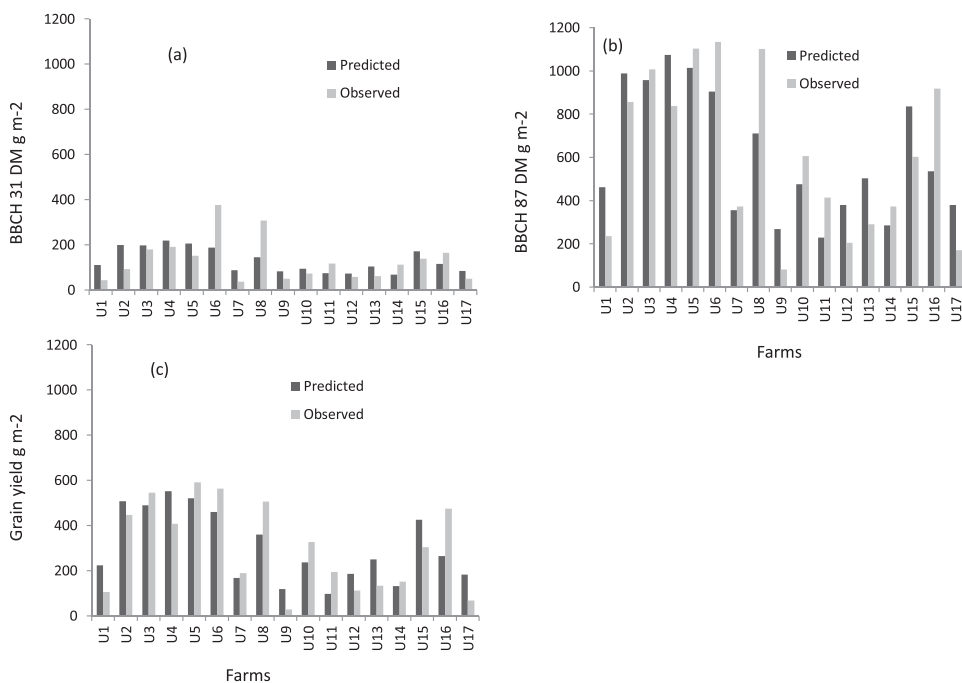 (a)
BBCH 31 DM g m-2
1200
1000
800
600
400
200
0
Predicted
Observed
U1 U2 U3 U4 U5 U6 U7 U8 U9 U10 U11 U12 U13 U14 U15 U16 U17
(b)
BBCH 87 DM g m-2
1200
1000
800
600
400
200
0
Predicted
Observed
U1 U2 U3 U4 U5 U6 U7 U8 U9 U10 U11 U12 U13 U14 U15 U16 U17
Farms
(c)
Grain yield g m-2
1200
1000
800
600
400
200
0
Predicted
Observed
U1 U2 U3 U4 U5 U6 U7 U8 U9 U10 U11 U12 U13 U14 U15 U16 U17
Farms